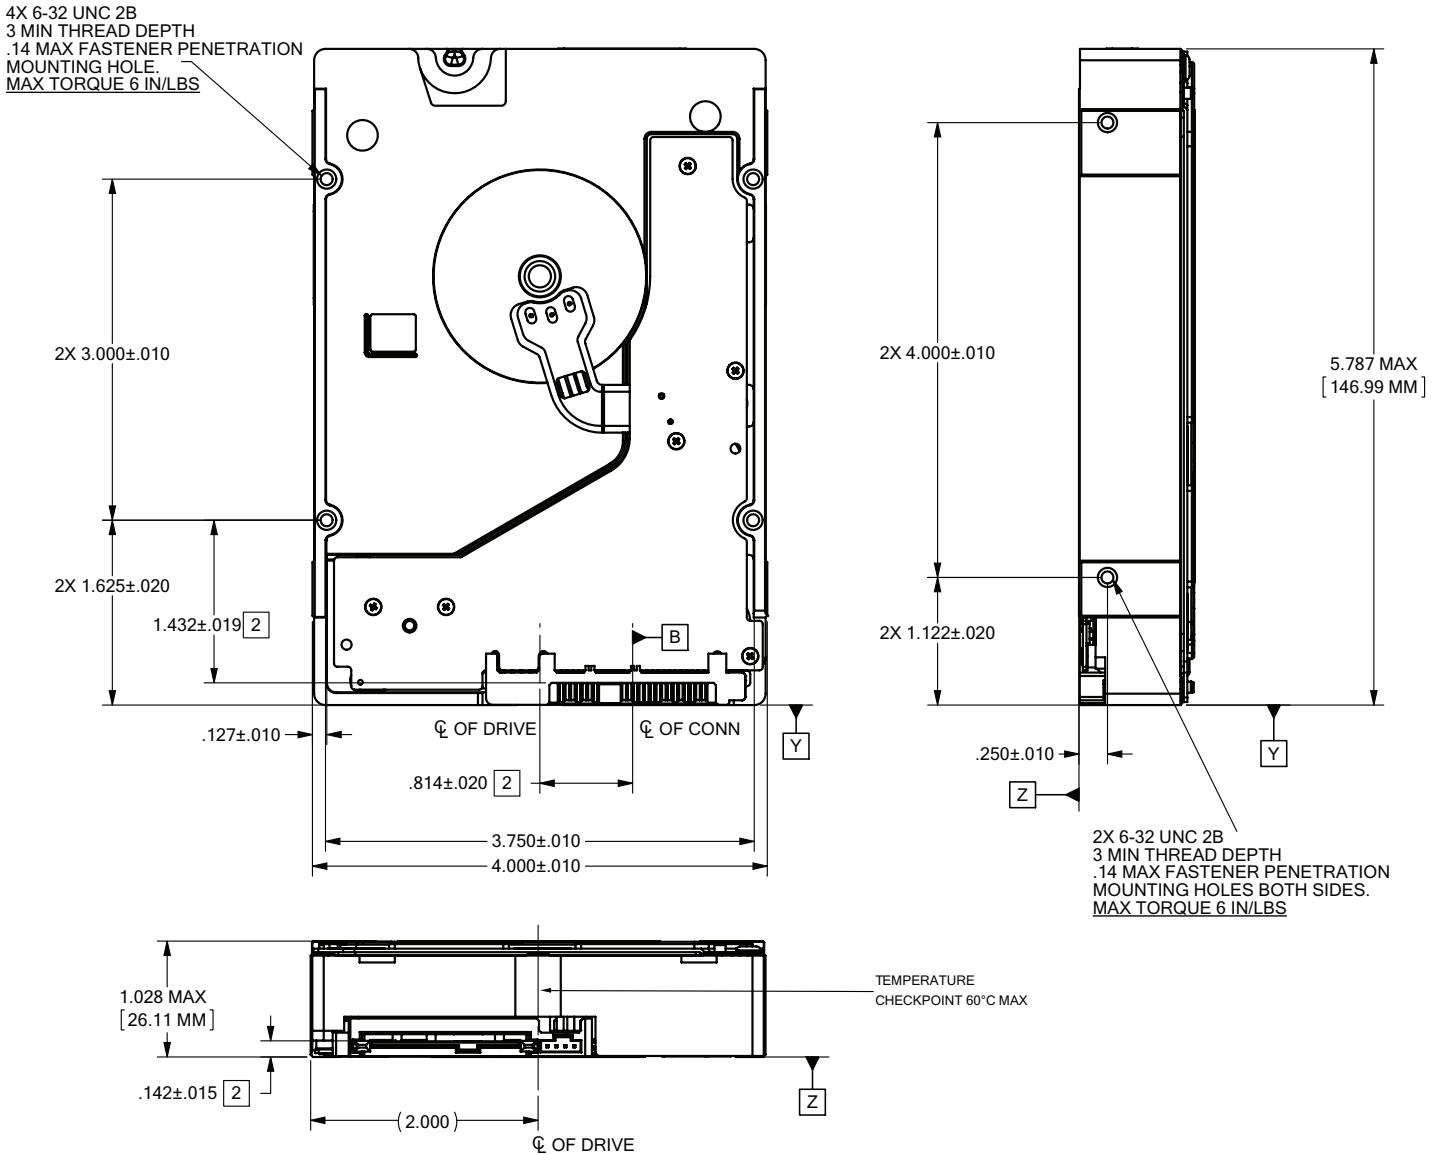 4X 6-32 UNC 2B
3 MIN THREAD DEPTH
.14 MAX FASTENER PENETRATION
MOUNTING HOLE.
MAX TORQUE 6 IN/LBS
2X 3.000±.010
2X 4.000±.010
5.787 MAX
[146.99 MM]
2X 1.625±.020
1.432±.019 2
B
2X 1.122±.020
℄ OF DRIVE
℄ OF CONN
.127±.010
Y
.250±.010
Y
.814±.020 2
Z
3.750±.010
4.000±.010
2X 6-32 UNC 2B
3 MIN THREAD DEPTH
.14 MAX FASTENER PENETRATION
MOUNTING HOLES BOTH SIDES.
MAX TORQUE 6 IN/LBS
1.028 MAX
[26.11 MM]
TEMPERATURE
CHECKPOINT 60°C MAX
.142±.015 2
Z
(2.000)
℄ OF DRIVE